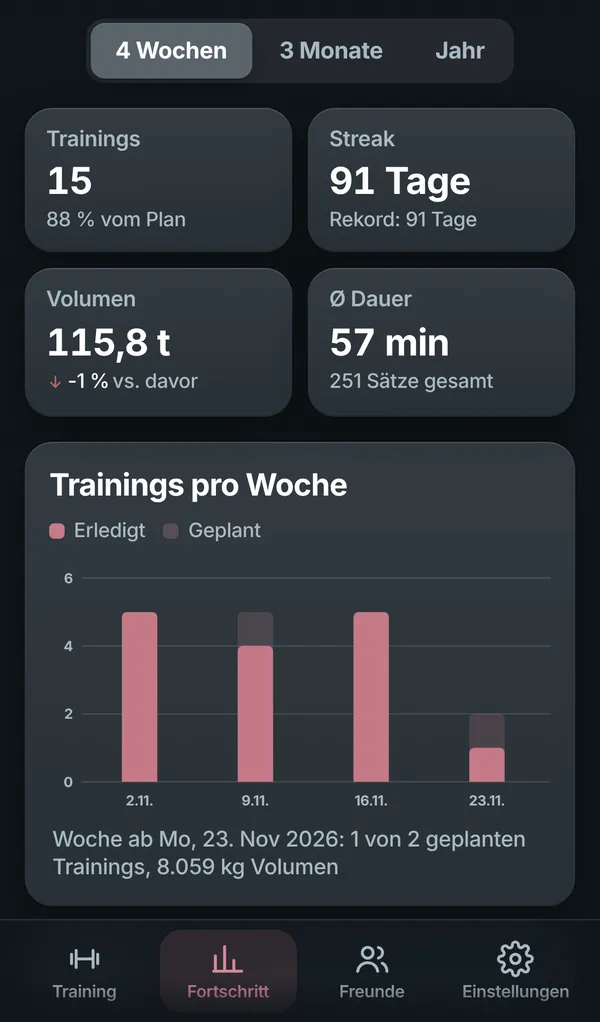 4 Wochen 3 Monate Jahr
Trainings
15
88 % vom Plan
Streak
91 Tage
Rekord: 91 Tage
Volumen
115,8 t
↓ -1 % vs. davor
Ø Dauer
57 min
251 Sätze gesamt
Trainings pro Woche
Erledigt Geplant
6
4
2
0
2.11. 9.11. 16.11. 23.11.
Woche ab Mo, 23. Nov 2026: 1 von 2 geplanten
Trainings, 8.059 kg Volumen
Training Fortschritt Freunde Einstellungen